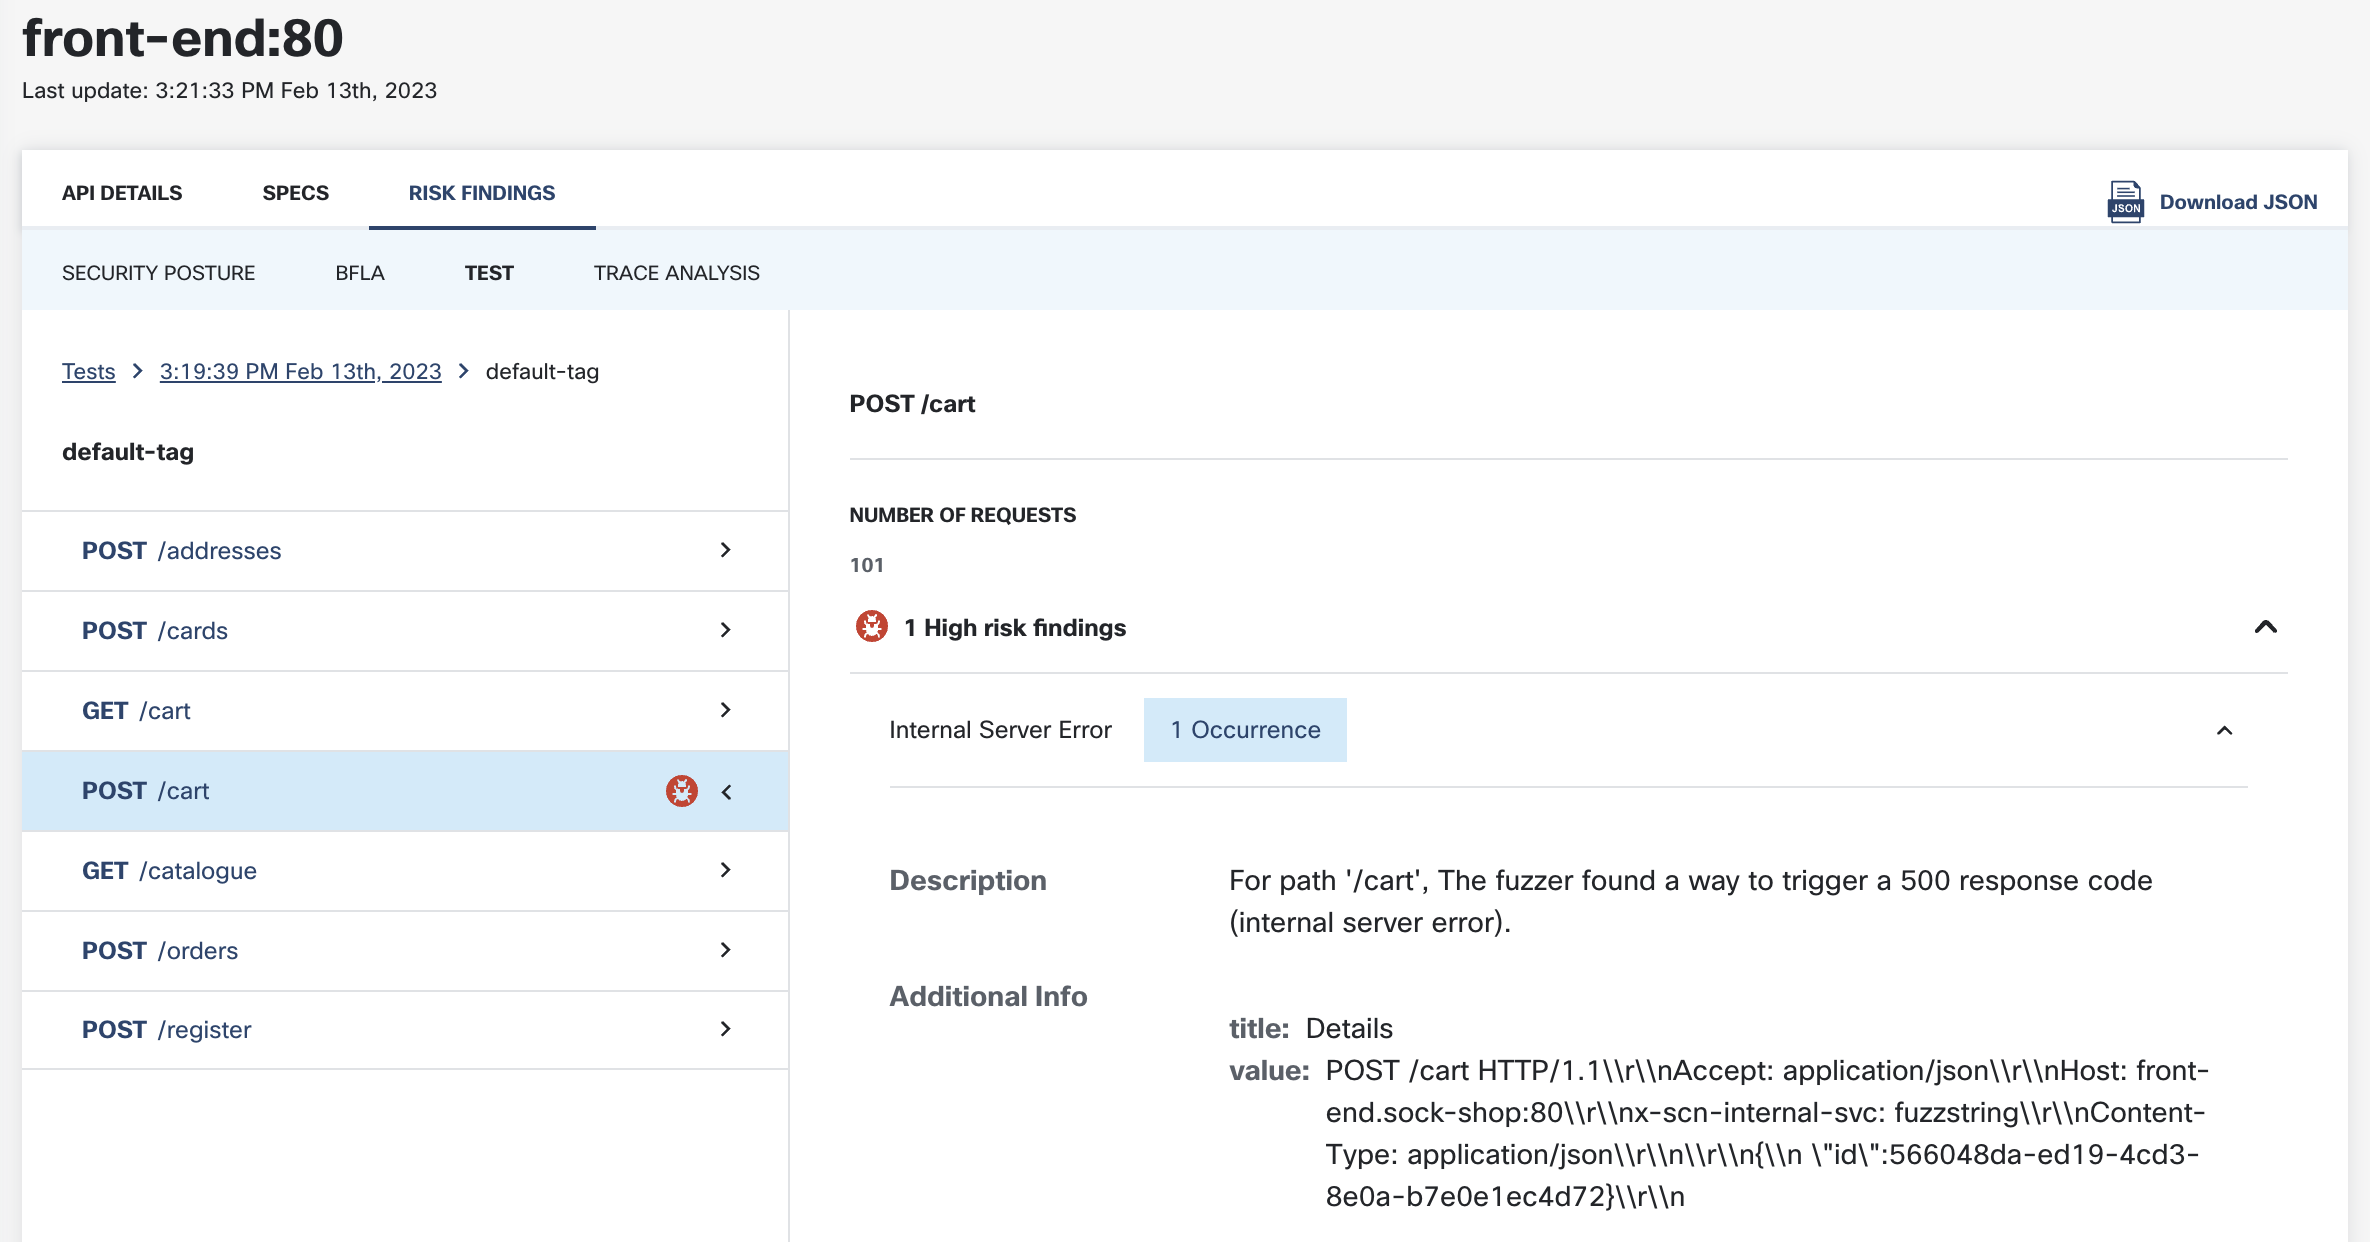 front-end:80
Last update: 3:21:33 PM Feb 13th, 2023
API DETAILS
SPECS
RISK FINDINGS
JSON
Download JSON
SECURITY POSTURE
BFLA
TEST
TRACE ANALYSIS
Tests > 3:19:39 PM Feb 13th, 2023 > default-tag
default-tag
POST /addresses
POST /cards
GET /cart
POST /cart
GET /catalogue
POST /orders
POST /register
POST /cart
NUMBER OF REQUESTS
101
1 High risk findings
Internal Server Error
1 Occurrence
Description
For path '/cart', The fuzzer found a way to trigger a 500 response code
(internal server error).
Additional Info
title: Details
value: POST /cart HTTP/1.1\\r\\nAccept: application/json\\r\\nHost: front-
end.sock-shop:80\\r\\nx-scn-internal-svc: fuzzstring\\r\\nContent-
Type: application/json\\r\\n\\r\\n{\\n \"id\":566048da-ed19-4cd3-
8e0a-b7e0e1ec4d72}\\r\\n